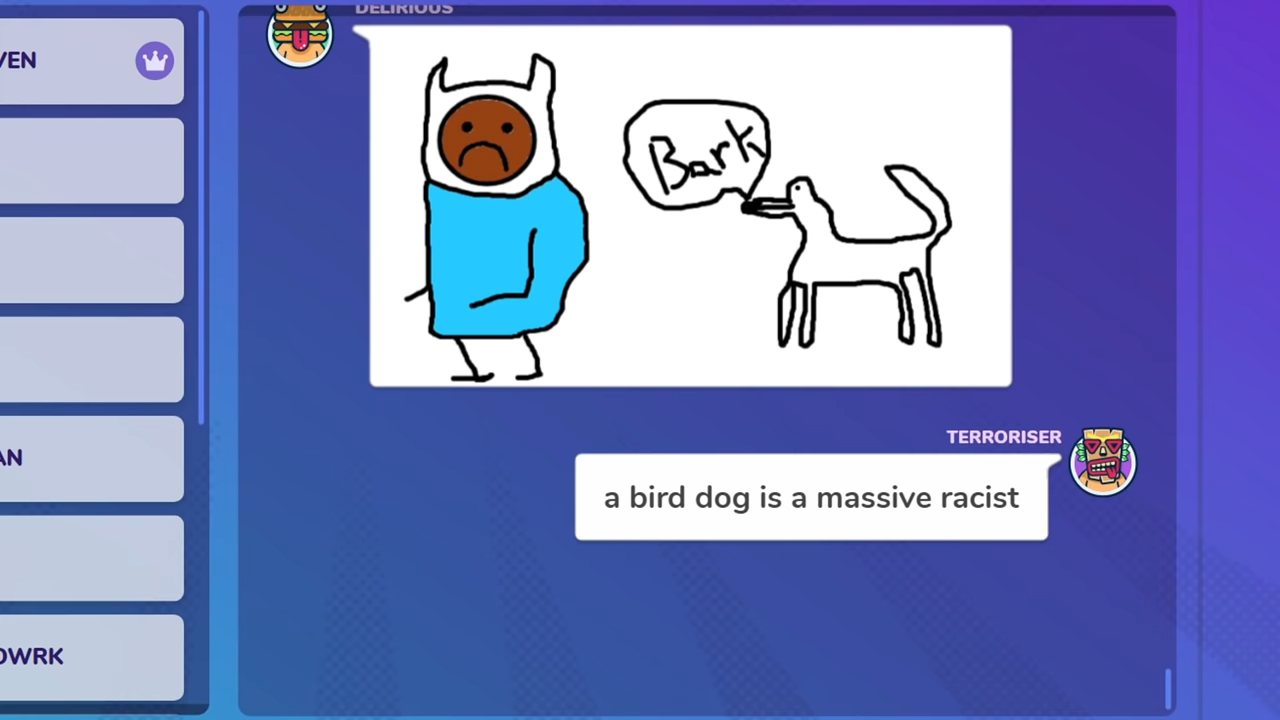 DELIRIOUS
VEN
Bark
TERRORISER
AN
a bird dog is a massive racist
OWRK